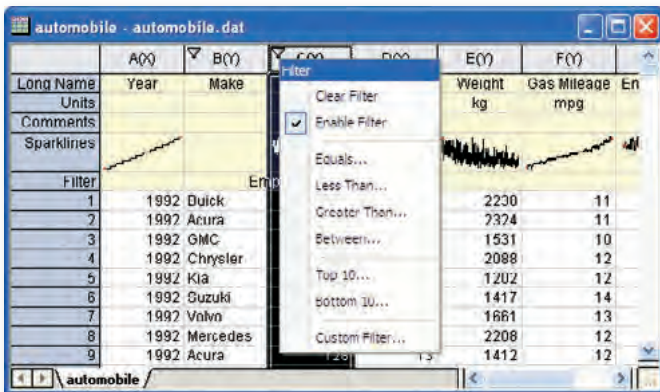 automobile - automobile.dat
A(X) B(Y) C(Y) D(Y) E(Y) F(Y)
Long Name Year Make Weight Gas Mileage En
Units kg mpg
Comments
Sparklines
Filter Emp
Filter
Clear Filter
Enable Filter
Equals...
Less Than...
Greater Than...
Between...
Top 10...
Bottom 10...
Custom Filter...
1 1992 Buick 2230 11
2 1992 Acura 2324 11
3 1992 GMC 1531 10
4 1992 Chrysler 2088 12
5 1992 Kia 1202 12
6 1992 Suzuki 1417 14
7 1992 Volvo 1661 13
8 1992 Mercedes 2208 12
9 1992 Acura 128 13 1412 12
automobile